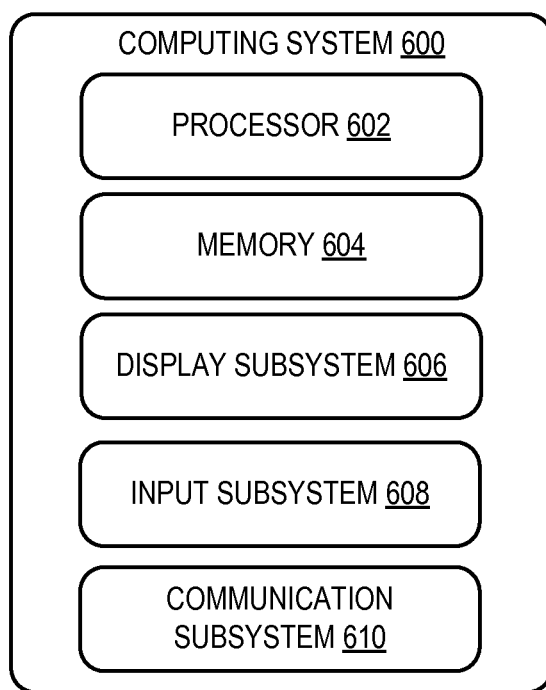 COMPUTING SYSTEM 600
PROCESSOR 602
MEMORY 604
DISPLAY SUBSYSTEM 606
INPUT SUBSYSTEM 608
COMMUNICATION
SUBSYSTEM 610